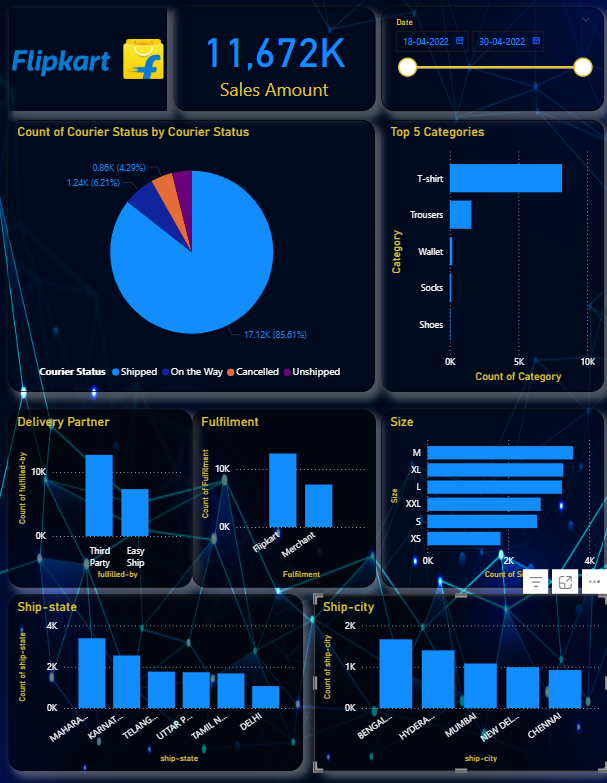 Flipkart
11,672K
Sales Amount
Date
18-04-2022
30-04-2022
Count of Courier Status by Courier Status
0.86K (4.29%)
1.24K (6.21%)
17.12K (85.61%)
Courier Status Shipped On the Way Cancelled Unshipped
Top 5 Categories
Category
T-shirt
Trousers
Wallet
Socks
Shoes
0K 5K 10K
Count of Category
Delivery Partner
Count of fulfilled-by
10K
0K
Third Party
Easy Ship
fulfilled-by
Fulfilment
Count of Fulfilment
10K
0K
Flipkart
Merchant
Fulfilment
Size
Size
M
XL
L
XXL
S
XS
0K 2K 4K
Count of Si
Ship-state
Count of ship-state
4K
2K
0K
MAHARA...
KARNAT...
TELANG...
UTTAR P...
TAMIL N...
DELHI
ship-state
Ship-city
Count of ship-city
2K
1K
0K
BENGAL...
HYDERA...
MUMBAI
NEW DEL...
CHENNAI
ship-city